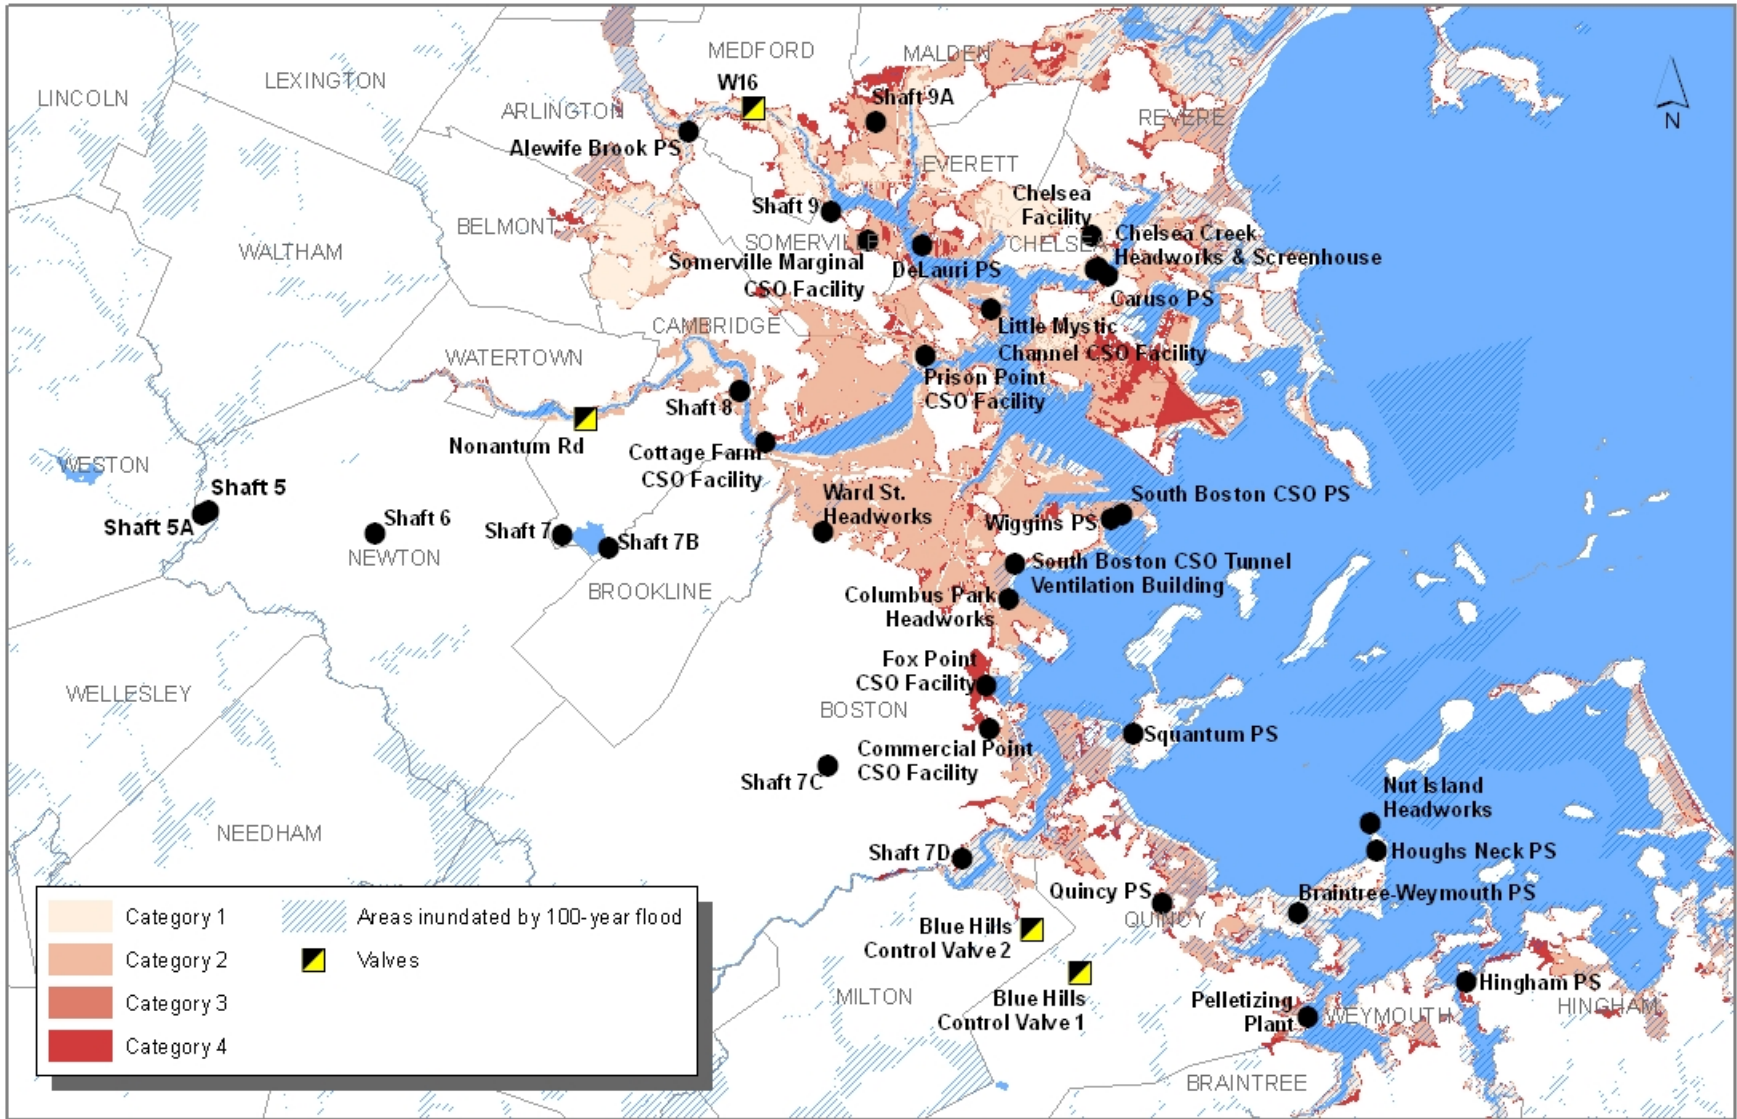 MEDFORD
MALDEN
LEXINGTON
W16
LINCOLN
Shaft 9A
ARLINGTON
REVERE
Alewife Brook PS
EVERETT
Chelsea
Facility
Shaft 9
BELMONT
SOMERVILLE
CHELSEA
Chelsea Creek
Headworks & Screenhouse
WALTHAM
Somerville Marginal
CSO Facility
DeLauri PS
Caruso PS
CAMBRIDGE
Little Mystic
Channel CSO Facility
WATERTOWN
Prison Point
CSO Facility
Shaft 8
Nonantum Rd
Cottage Farm
CSO Facility
WESTON
Shaft 5
Ward St.
Headworks
South Boston CSO PS
Shaft 5A
Shaft 6
Shaft 7
Wiggins PS
Shaft 7B
NEWTON
South Boston CSO Tunnel
Ventilation Building
BROOKLINE
Columbus Park
Headworks
Fox Point
CSO Facility
WELLESLEY
BOSTON
Squantum PS
Commercial Point
CSO Facility
Shaft 7C
Nut Island
Headworks
NEEDHAM
Shaft 7D
Houghs Neck PS
Quincy PS
Braintree-Weymouth PS
QUINCY
Blue Hills
Control Valve 2
Hingham PS
MILTON
Blue Hills
Control Valve 1
Pelletizing
Plant
WEYMOUTH
HINGHAM
BRAINTREE
N
Category 1
Areas inundated by 100-year flood
Category 2
Valves
Category 3
Category 4